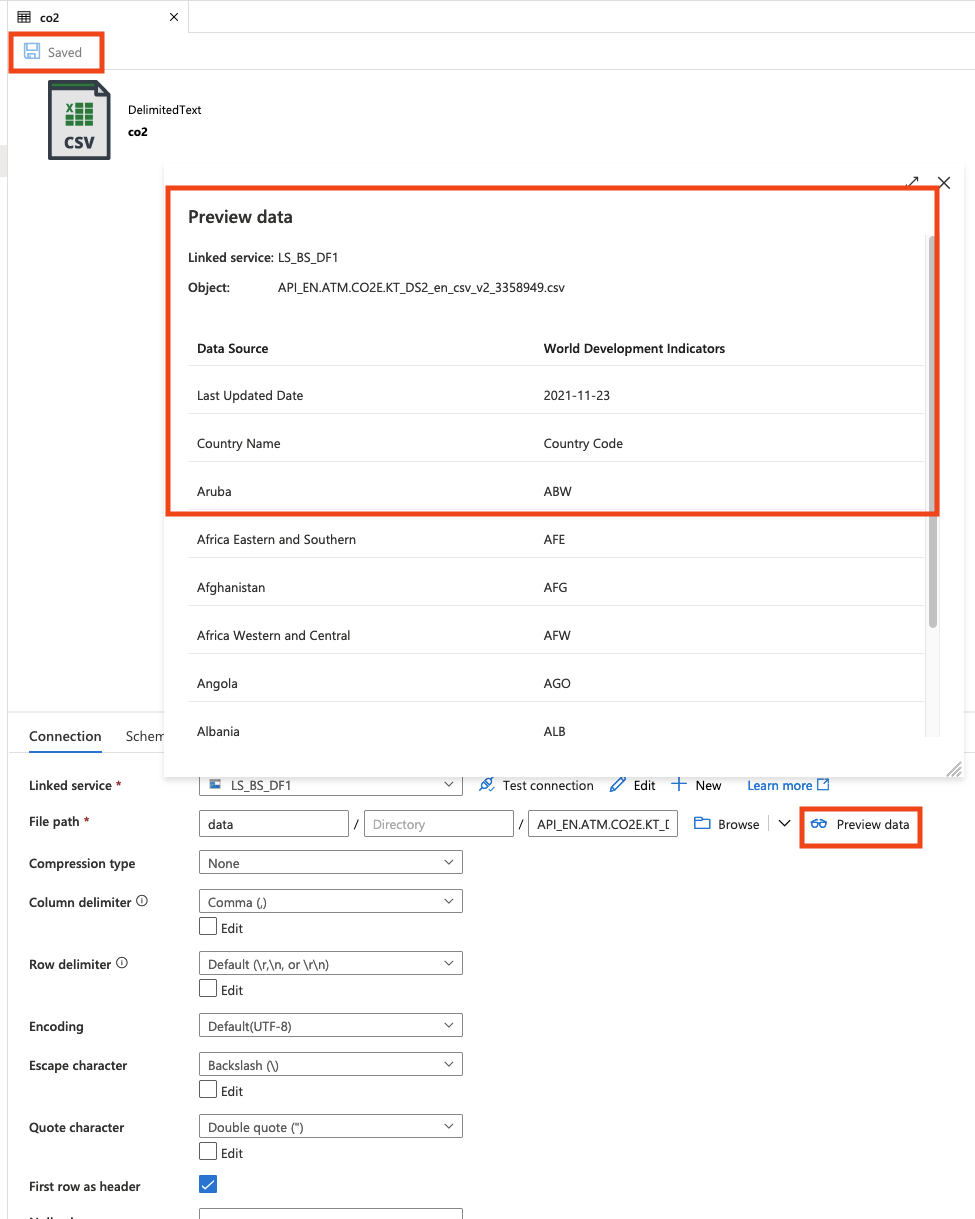 co2
Saved
X
CSV
DelimitedText
co2
Preview data
Linked service: LS_BS_DF1
Object: API_EN.ATM.CO2E.KT_DS2_en_csv_v2_3358949.csv
Data Source World Development Indicators
Last Updated Date 2021-11-23
Country Name Country Code
Aruba ABW
Africa Eastern and Southern AFE
Afghanistan AFG
Africa Western and Central AFW
Angola AGO
Albania ALB
Connection Schem
Linked service * LS_BS_DF1 Test connection Edit New Learn more
File path * data / Directory / API_EN.ATM.CO2E.KT_D Browse Preview data
Compression type None
Column delimiter Comma (,)
Edit
Row delimiter Default (\r,\n, or \r\n)
Edit
Encoding Default(UTF-8)
Escape character Backslash (\)
Edit
Quote character Double quote (")
Edit
First row as header